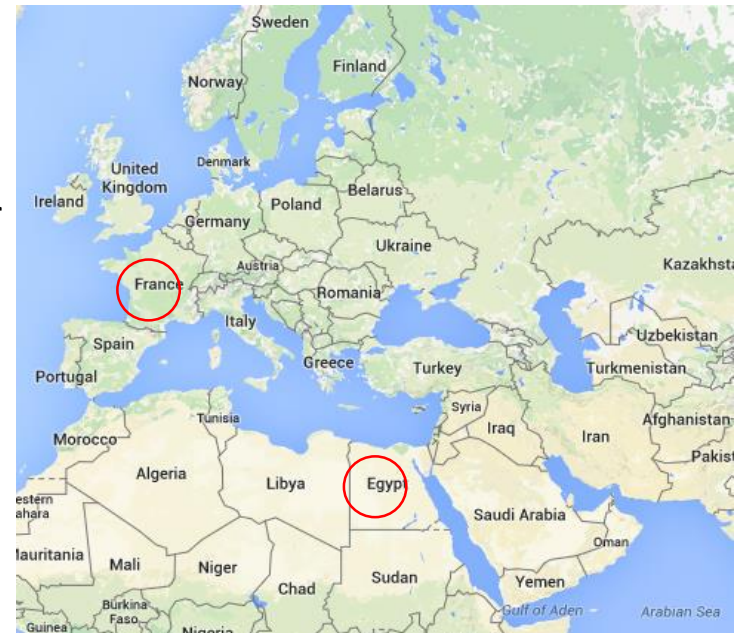 Sweden
Finland
Norway
Denmark
United
Kingdom
Ireland
Belarus
Poland
Germany
Ukraine
Austria
Kazakhsta
France
Romania
Italy
Uzbekistan
Spain
Greece
Turkey
Turkmenistan
Portugal
Syria
Tunisia
Afghanistan
Iraq
Iran
Morocco
Pakist
Algeria
Libya
Egypt
estern
ahara
Saudi Arabia
Oman
Mauritania
Mali
Niger
Chad
Sudan
Yemen
Burkina
Faso
Gulf of Aden
Arabian Sea
Guinea
Nigeria